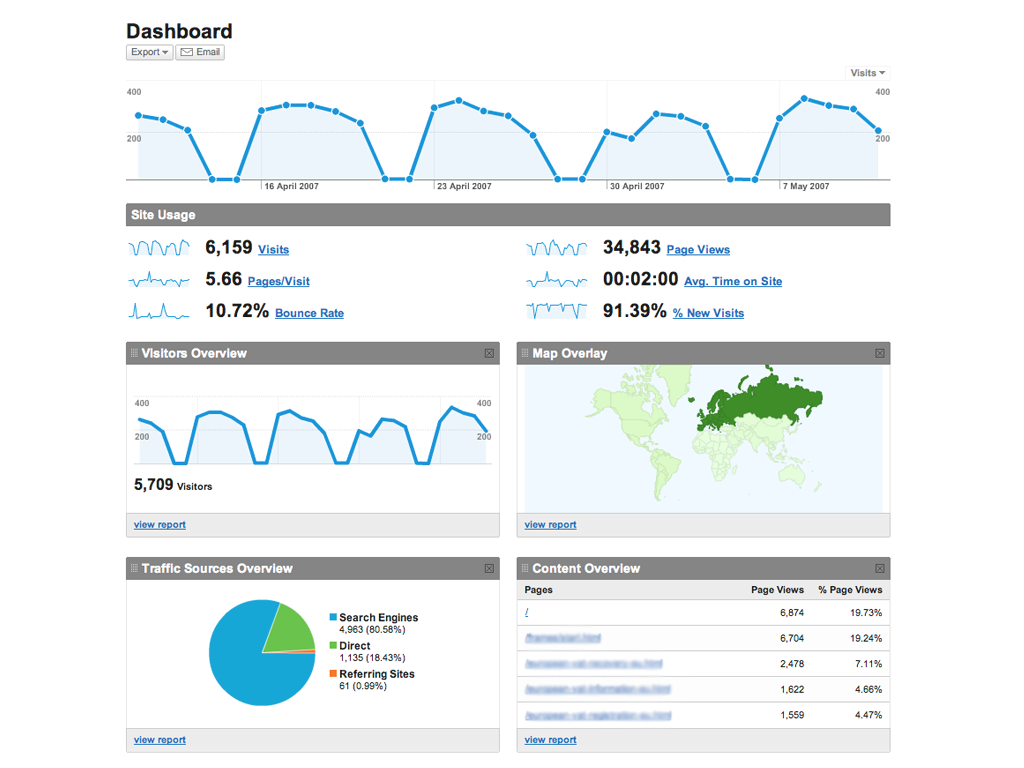 Dashboard
Export Email
Visits
400 400
200 200
16 April 2007 23 April 2007 30 April 2007 7 May 2007
Site Usage
6,159 Visits
34,843 Page Views
5.66 Pages/Visit
00:02:00 Avg. Time on Site
10.72% Bounce Rate
91.39% % New Visits
Visitors Overview
400 400
200 200
5,709 Visitors
view report
Map Overlay
view report
Traffic Sources Overview
Search Engines
4,963 (80.58%)
Direct
1,135 (18.43%)
Referring Sites
61 (0.99%)
view report
Content Overview
Pages Page Views % Page Views
/ 6,874 19.73%
6,704 19.24%
2,478 7.11%
1,622 4.66%
1,559 4.47%
view report